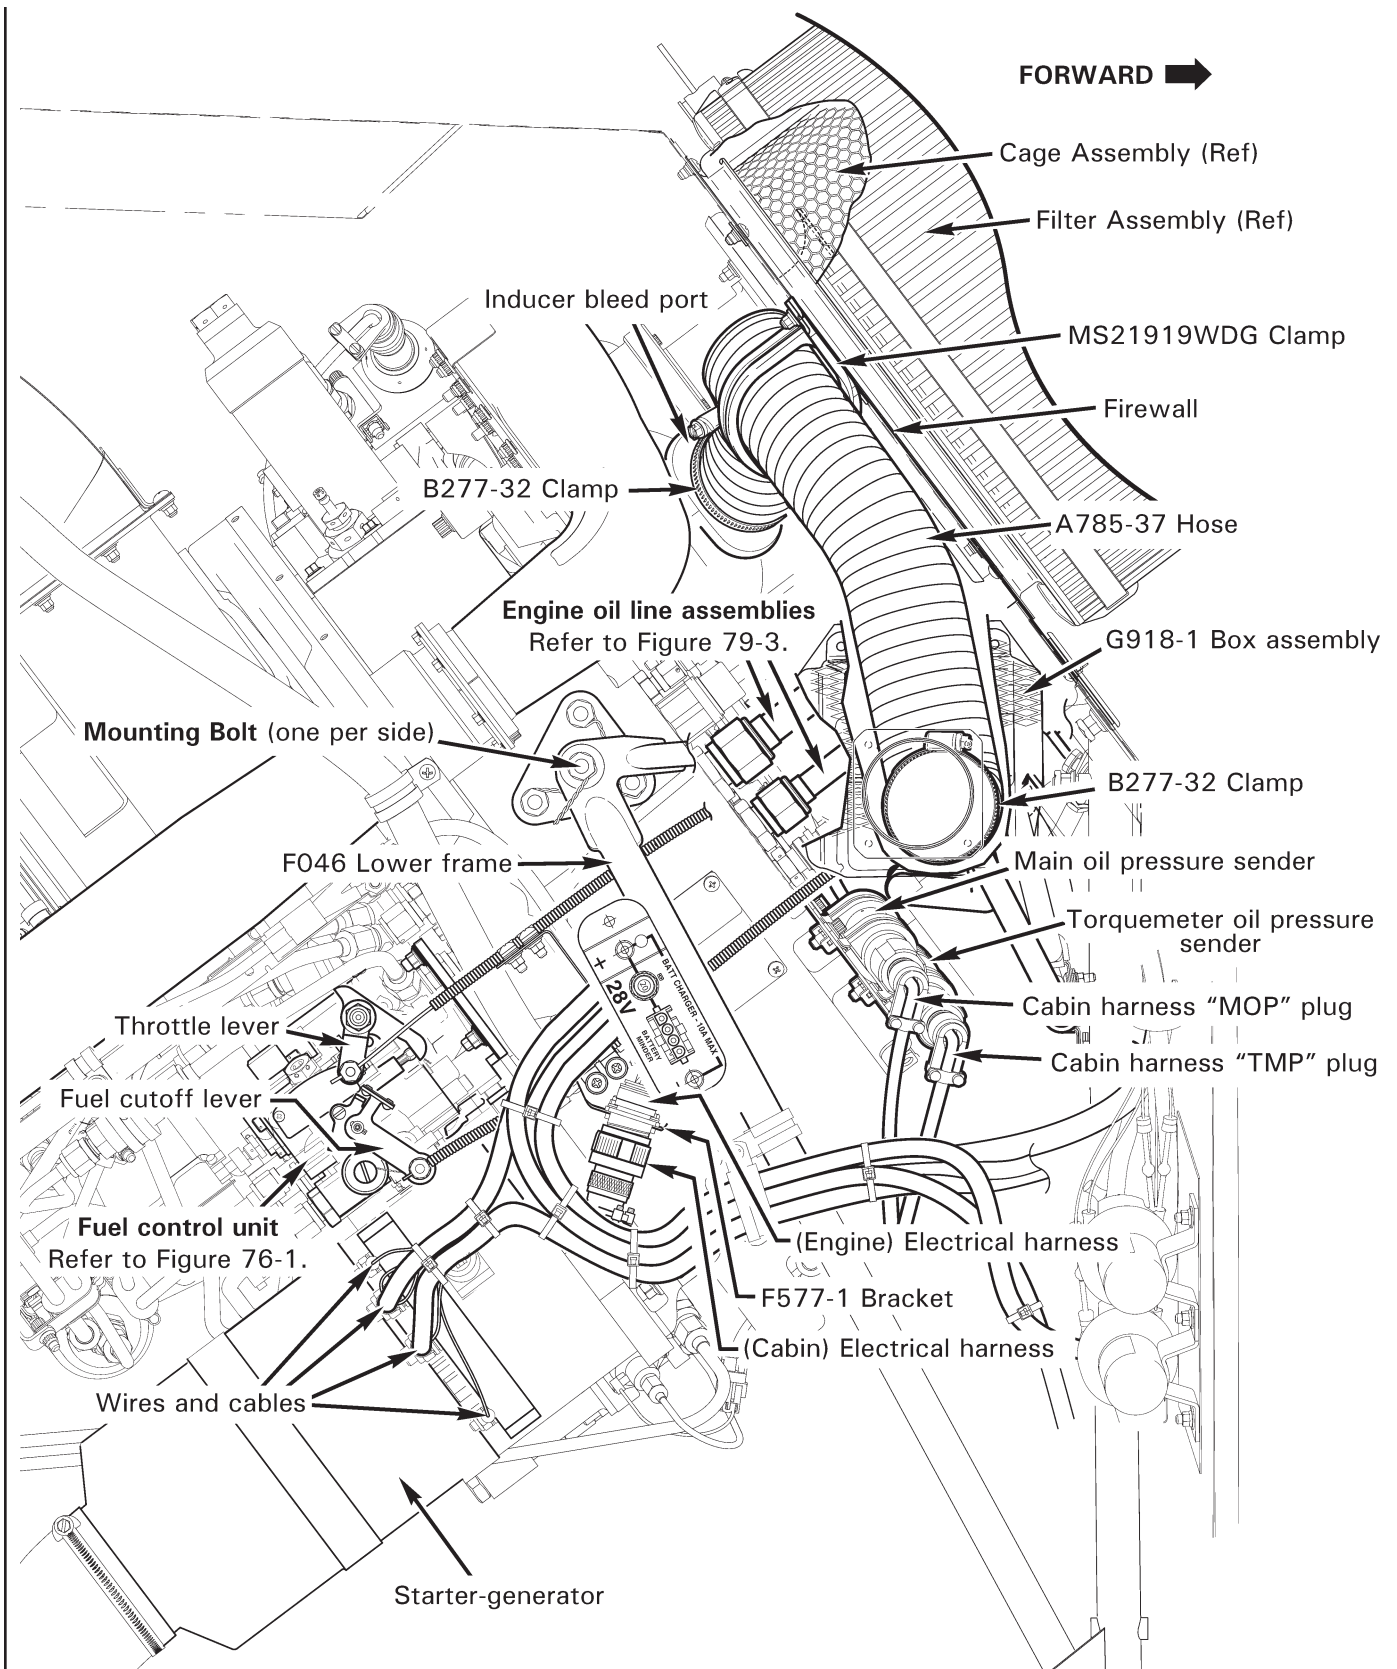 FORWARD
Cage Assembly (Ref)
Filter Assembly (Ref)
Inducer bleed port
MS21919WDG Clamp
Firewall
B277-32 Clamp
A785-37 Hose
Engine oil line assemblies
Refer to Figure 79-3.
G918-1 Box assembly
Mounting Bolt (one per side)
B277-32 Clamp
F046 Lower frame
Main oil pressure sender
Torquemeter oil pressure
sender
+
28V
BATT CHARGER - 10A MAX
BATTERY
MINDER
-
Cabin harness “MOP” plug
Throttle lever
Cabin harness “TMP” plug
Fuel cutoff lever
Fuel control unit
Refer to Figure 76-1.
(Engine) Electrical harness
F577-1 Bracket
(Cabin) Electrical harness
Wires and cables
Starter-generator